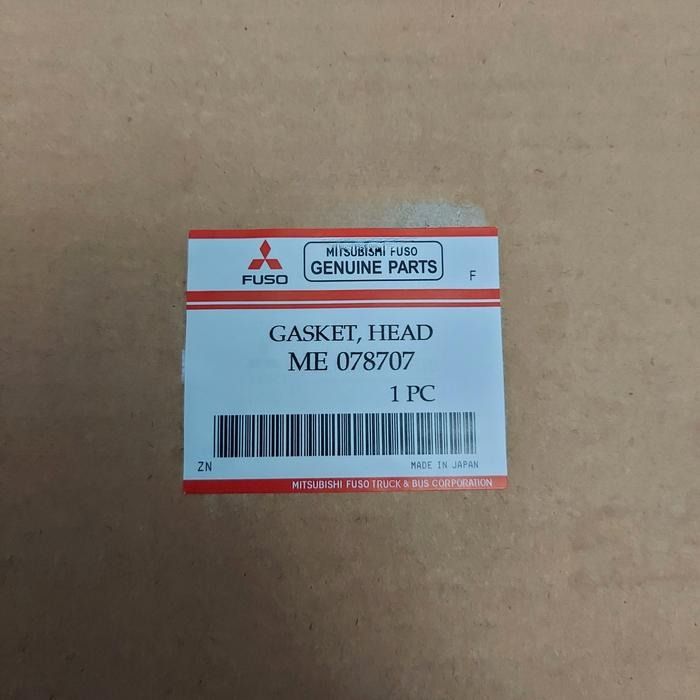 FUSO
MITSUBISHI FUSO
GENUINE PARTS
F
GASKET, HEAD
ME 078707
1 PC
ZN
MADE IN JAPAN
MITSUBISHI FUSO TRUCK & BUS CORPORATION